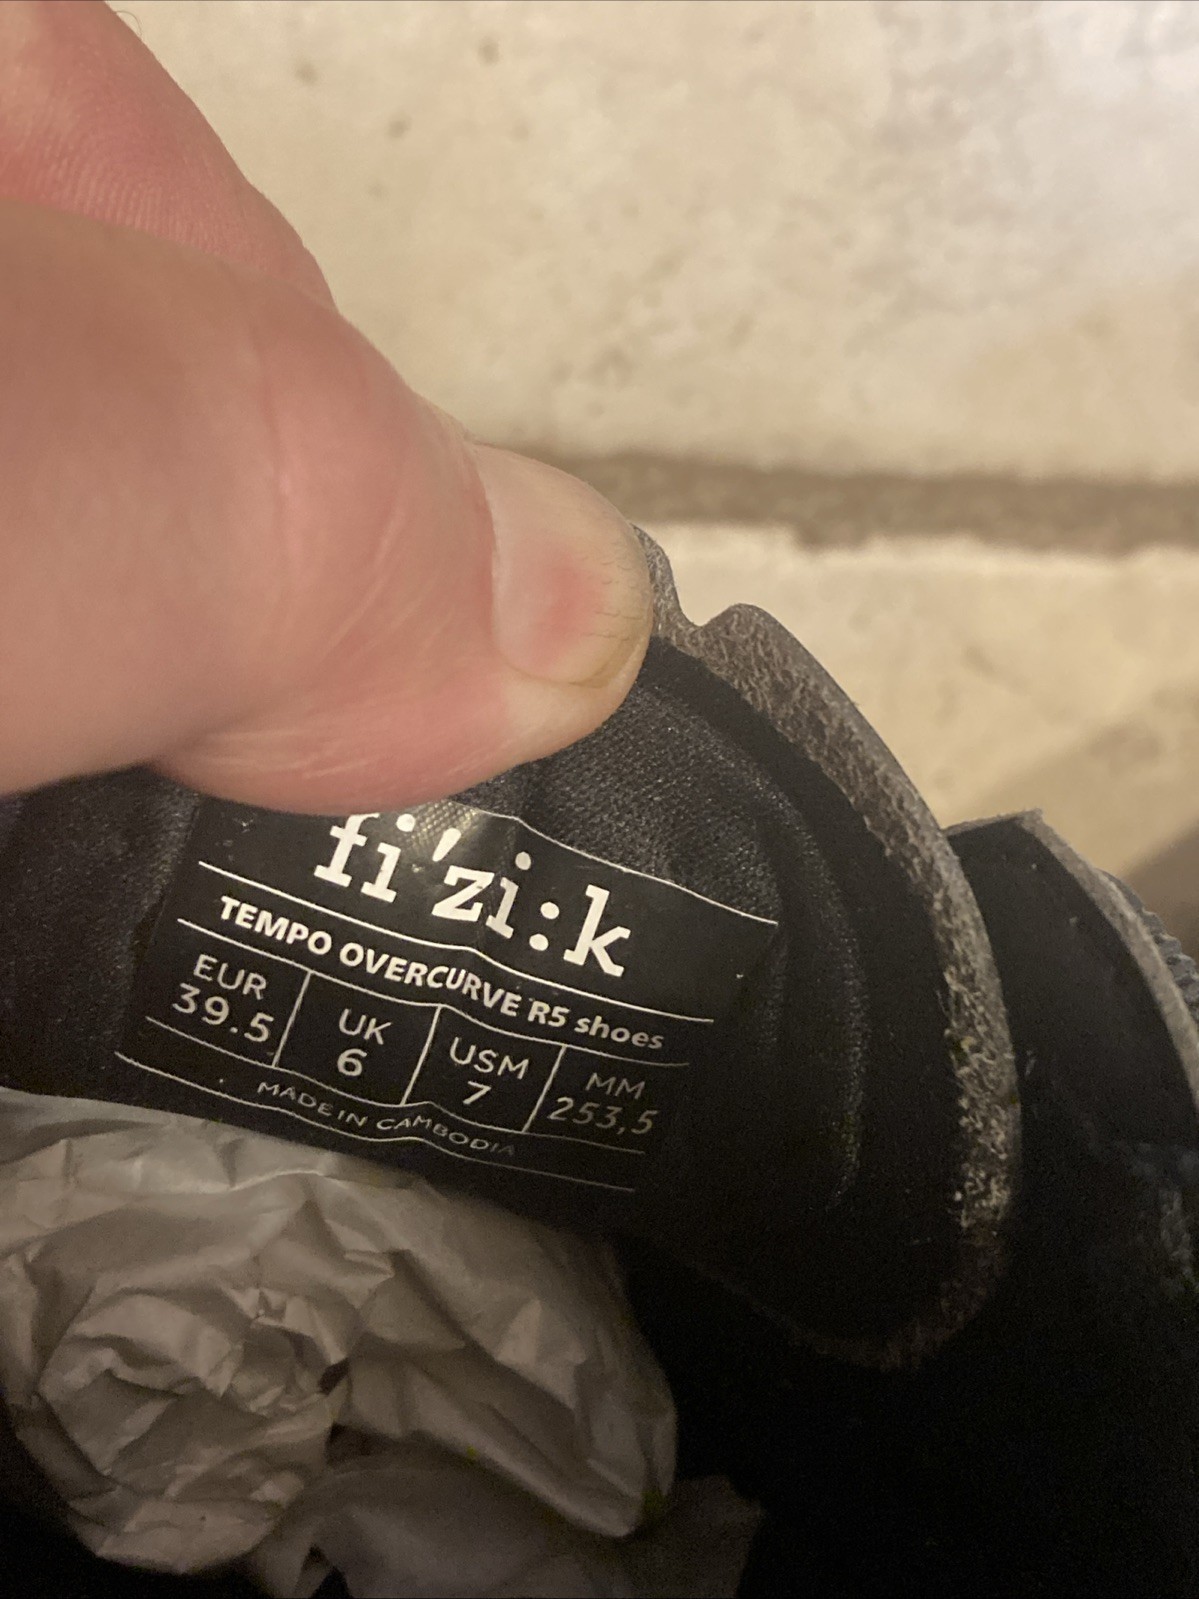 fi'zi:k
TEMPO OVERCURVE R5 shoes
EUR UK USM MM
39.5 6 7 253,5
MADE IN CAMBODIA